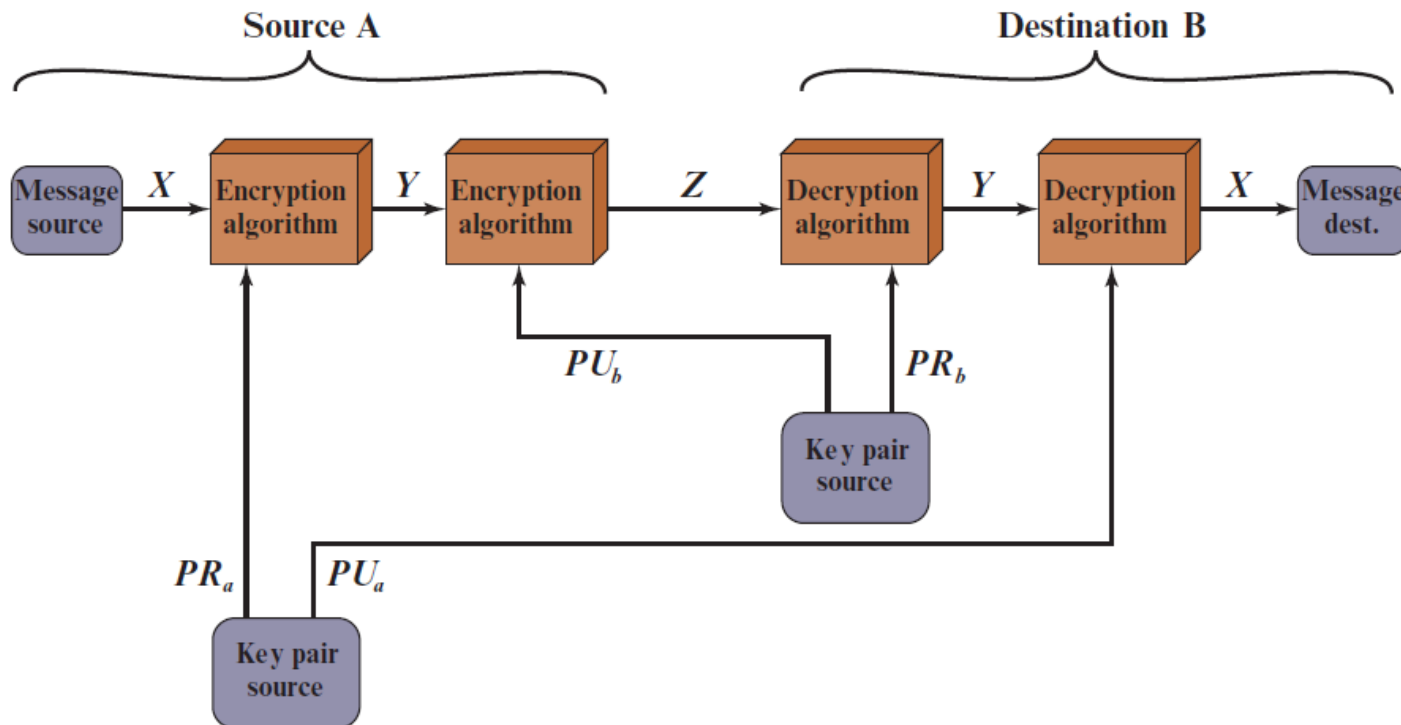 Source A
Destination B
Message
source
X
Encryption
algorithm
Y
Encryption
algorithm
Z
Decryption
algorithm
Y
Decryption
algorithm
X
Message
dest.
PU_b
PR_b
Key pair
source
PR_a
PU_a
Key pair
source